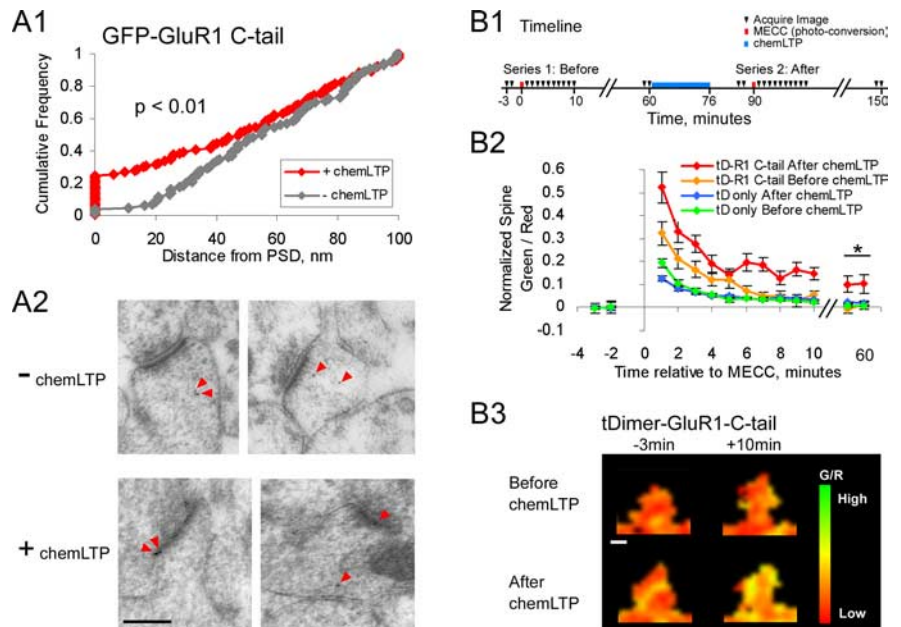 A1
GFP-GluR1 C-tail
Cumulative Frequency
1
0.8
0.6
0.4
0.2
0
p < 0.01
+ chemLTP
- chemLTP
0 20 40 60 80 100
Distance from PSD, nm
A2
- chemLTP
+ chemLTP
B1 Timeline
Acquire Image
MECC (photo-conversion)
chemLTP
Series 1: Before
Series 2: After
-3 0 10 60 76 90 150
Time, minutes
B2
tD-R1 C-tail After chemLTP
tD-R1 C-tail Before chemLTP
tD only After chemLTP
tD only Before chemLTP
Normalized Spine
Green / Red
0.6
0.5
0.4
0.3
0.2
0.1
0
-0.1
*
-4 -2 0 2 4 6 8 10 60
Time relative to MECC, minutes
B3
tDimer-GluR1-C-tail
-3min +10min
Before
chemLTP
After
chemLTP
G/R
High
Low